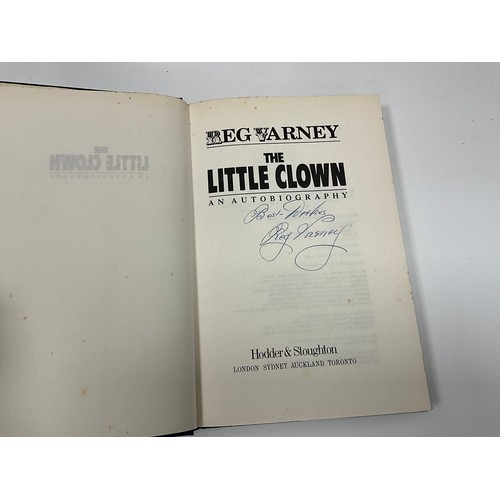 REG VARNEY
THE
LITTLE CLOWN
AN AUTOBIOGRAPHY
Best Wishes
Reg Varney
Hodder & Stoughton
LONDON SYDNEY AUCKLAND TORONTO